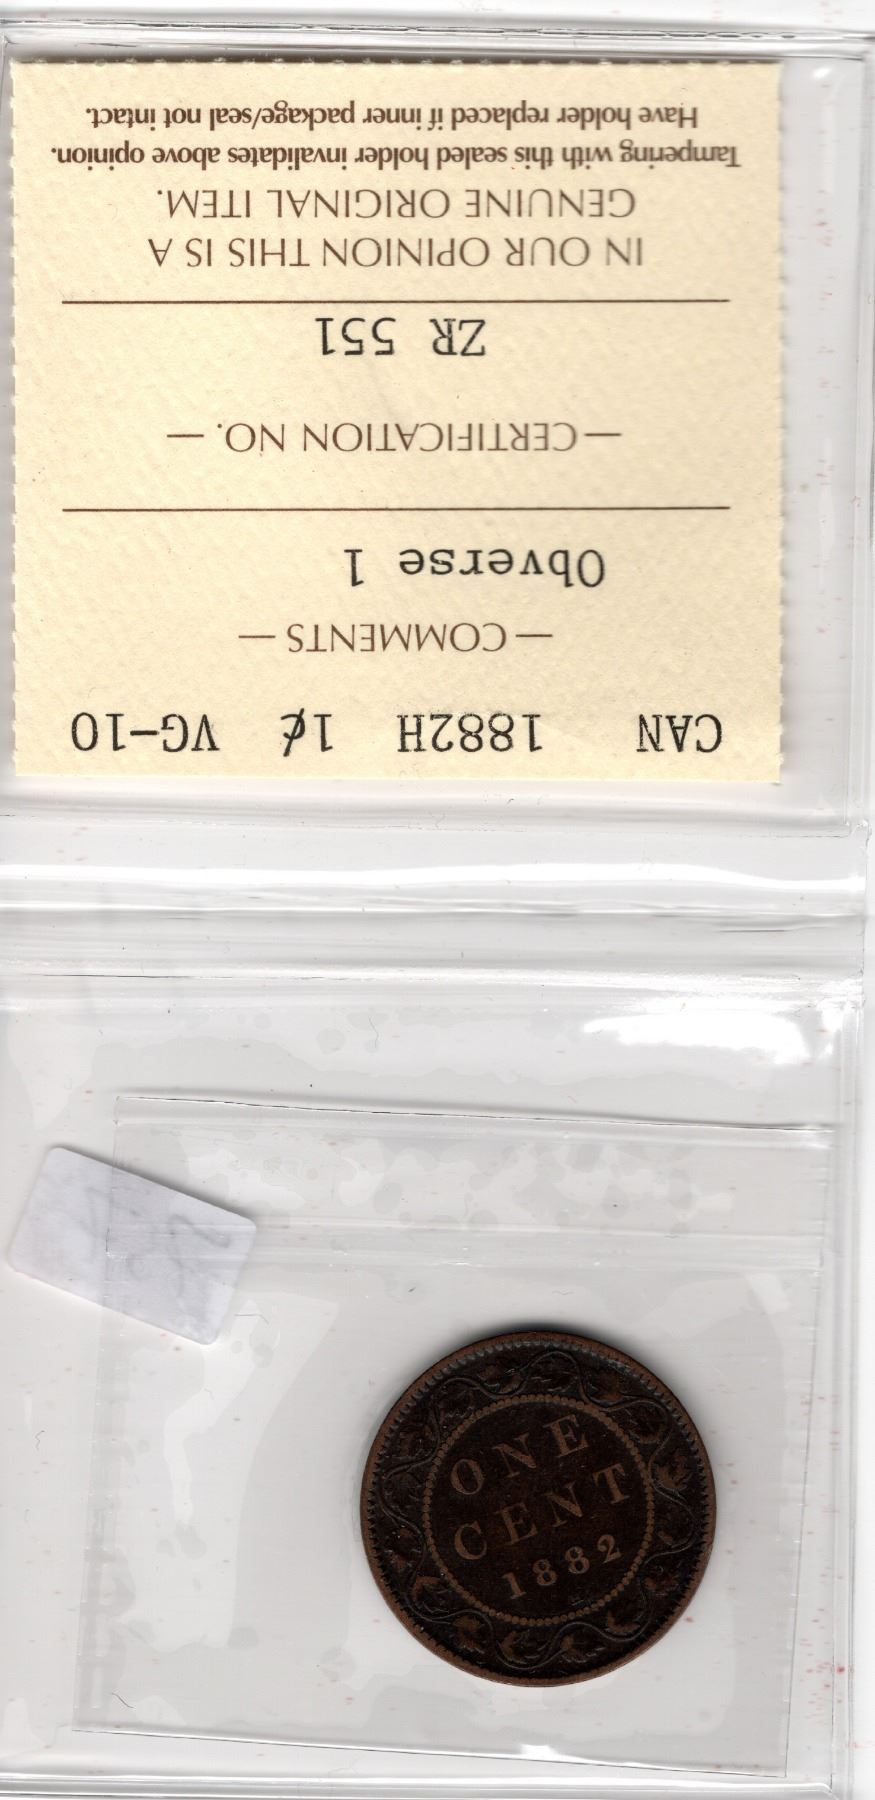 CAN 1882H 1¢ VG-10
— COMMENTS —
Obverse 1
— CERTIFICATION NO. —
ZR 551
IN OUR OPINION THIS IS A
GENUINE ORIGINAL ITEM.
Tampering with this sealed holder invalidates above opinion.
Have holder replaced if inner package/seal not intact.
ONE
CENT
1882